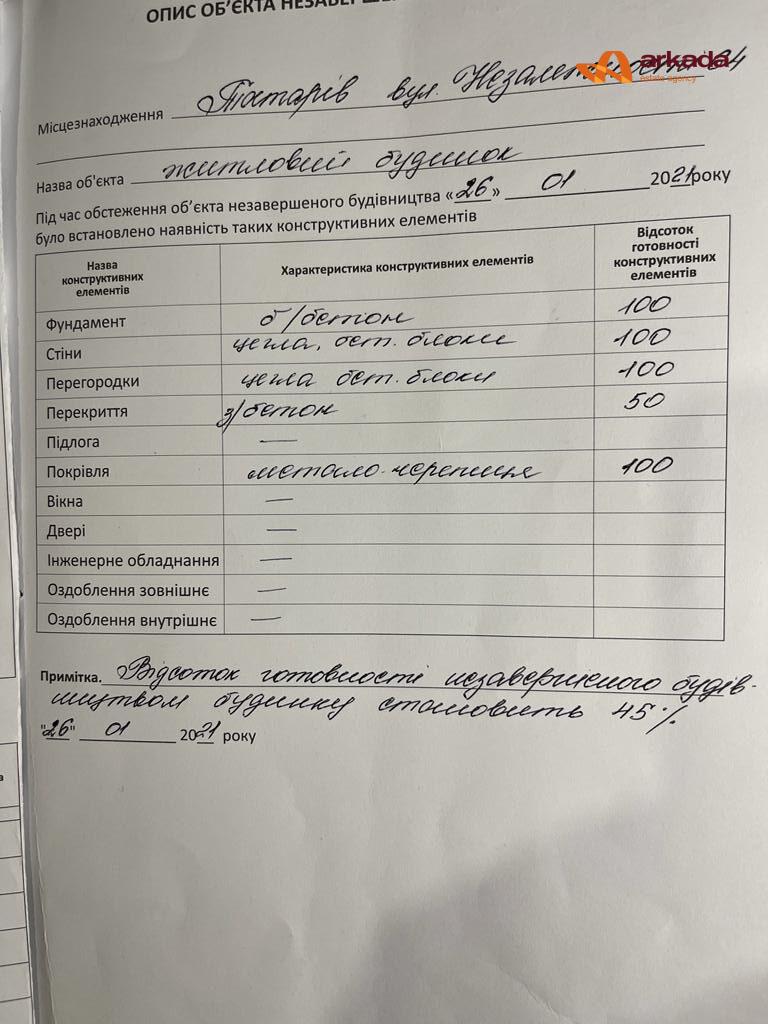 ОПИС ОБ'ЄКТА
arkada
estate agency
Місцезнаходження Тіхтарів вул. 
Назва об'єкта житловий будинок
Під час обстеження об'єкта незавершеного будівництва «26» 01 2021 року
було встановлено наявність таких конструктивних елементів
Назва конструктивних елементів Характеристика конструктивних елементів Відсоток готовності конструктивних елементів
Фундамент б/бетон 100
Стіни цегла, бет. блоки 100
Перегородки цегла бет. блоки 100
Перекриття з/бетон 50
Підлога —
Покрівля метало-черепиця 100
Вікна —
Двері —
Інженерне обладнання —
Оздоблення зовнішнє —
Оздоблення внутрішнє —
Примітка. Відсоток готовності незавершеного будів-
ництвом будинку становить 45%
"26" 01 2021 року